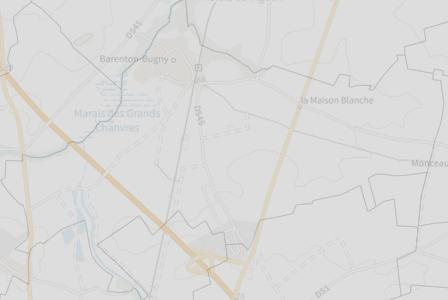 D545
Barenton-Bugny
la Maison Blanche
Marais des Grands
Chanvres
D546
Monceau
D51